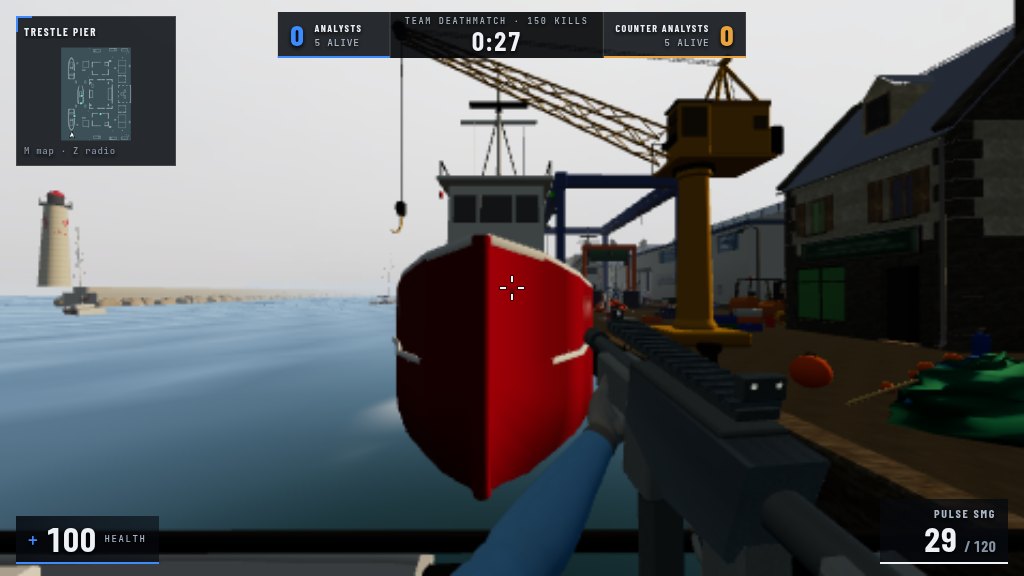 TRESTLE PIER
M map · Z radio
0
ANALYSTS
5 ALIVE
TEAM DEATHMATCH · 150 KILLS
0:27
COUNTER ANALYSTS
5 ALIVE
0
+ 100 HEALTH
PULSE SMG
29 / 120